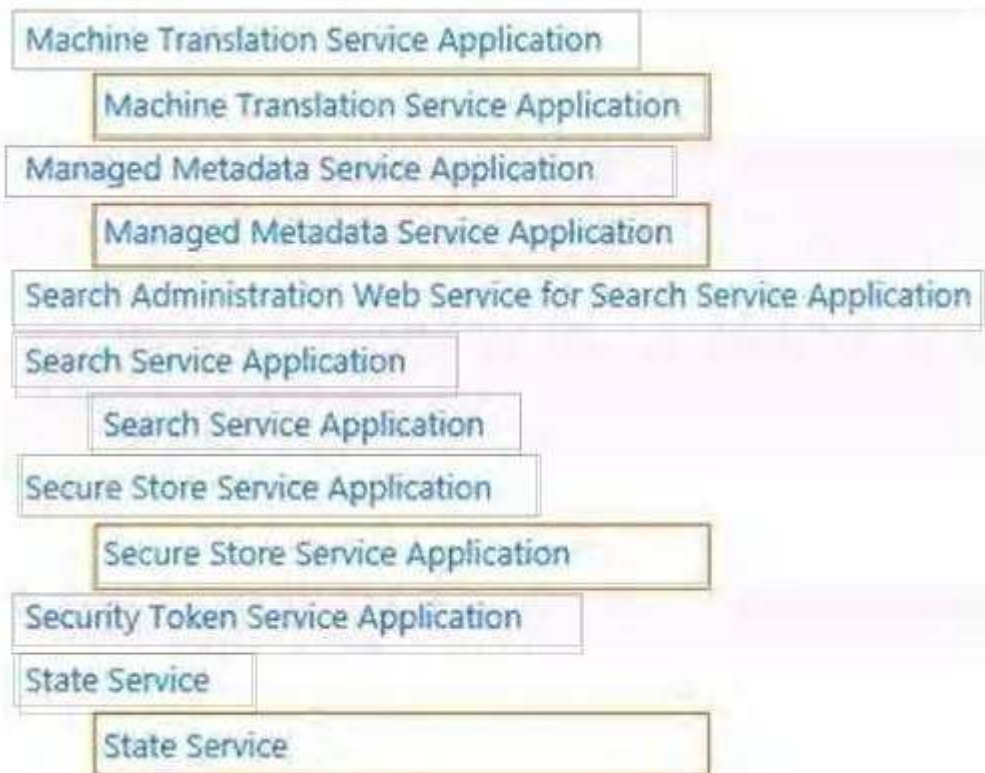 Machine Translation Service Application
Machine Translation Service Application
Managed Metadata Service Application
Managed Metadata Service Application
Search Administration Web Service for Search Service Application
Search Service Application
Search Service Application
Secure Store Service Application
Secure Store Service Application
Security Token Service Application
State Service
State Service